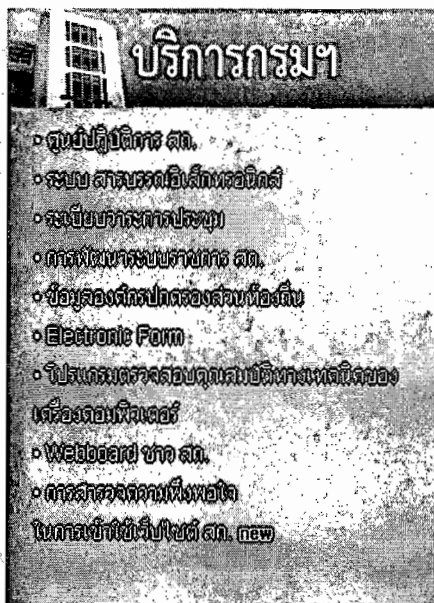 บริการกรมฯ
• ศูนย์ปฏิบัติการ สถ.
• ระบบ สารบรรณอิเล็กทรอนิกส์
• ระเบียบวาระการประชุม
• การพัฒนาระบบราชการ สถ.
• ข้อมูลองค์กรปกครองส่วนท้องถิ่น
• Electronic Form
• โปรแกรมตรวจสอบคุณสมบัติทางเทคนิคของ
เครื่องคอมพิวเตอร์
• Webboard ชาว สถ.
• การสำรวจความพึงพอใจ
ในการเข้าใช้เว็บไซต์ สถ. new